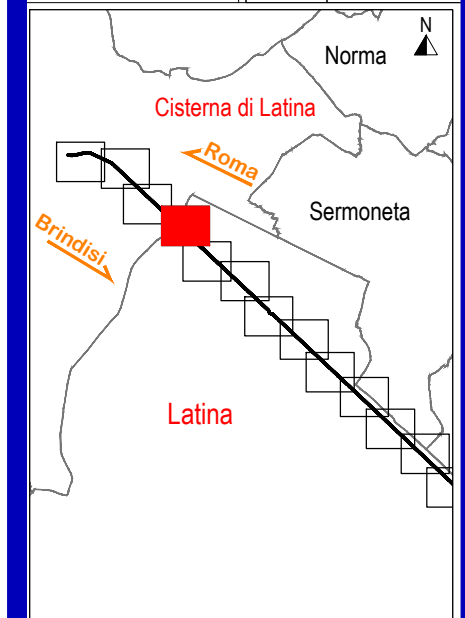 N
Norma
Cisterna di Latina
Roma
Sermoneta
Brindisi
Latina